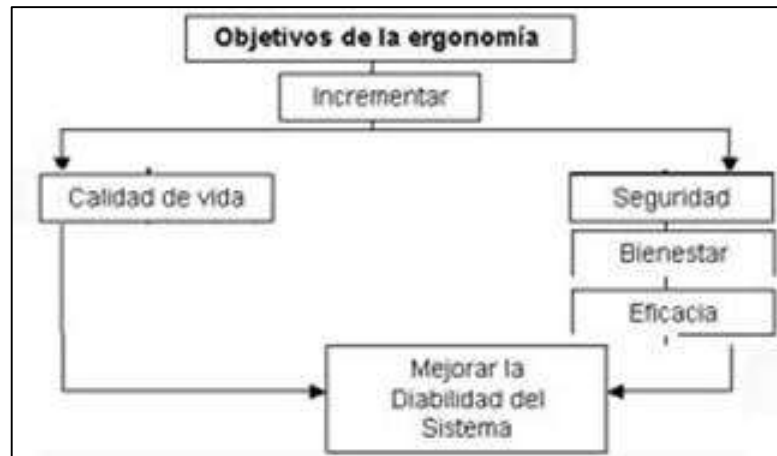 Objetivos de la ergonomía
Incrementar
Calidad de vida
Seguridad
Bienestar
Eficacia
Mejorar la
Diabilidad del
Sistema